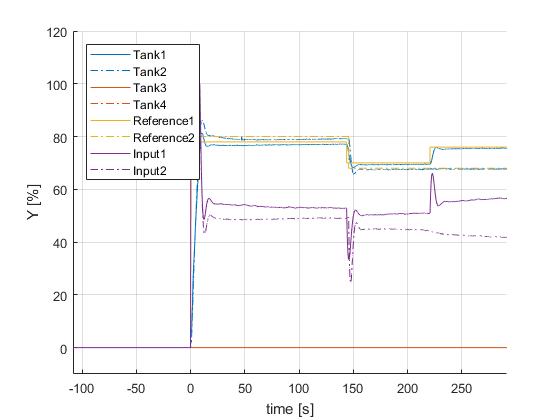 120
100
80
60
40
20
0
Y [%]
Tank1
Tank2
Tank3
Tank4
Reference1
Reference2
Input1
Input2
-100 -50 0 50 100 150 200 250
time [s]